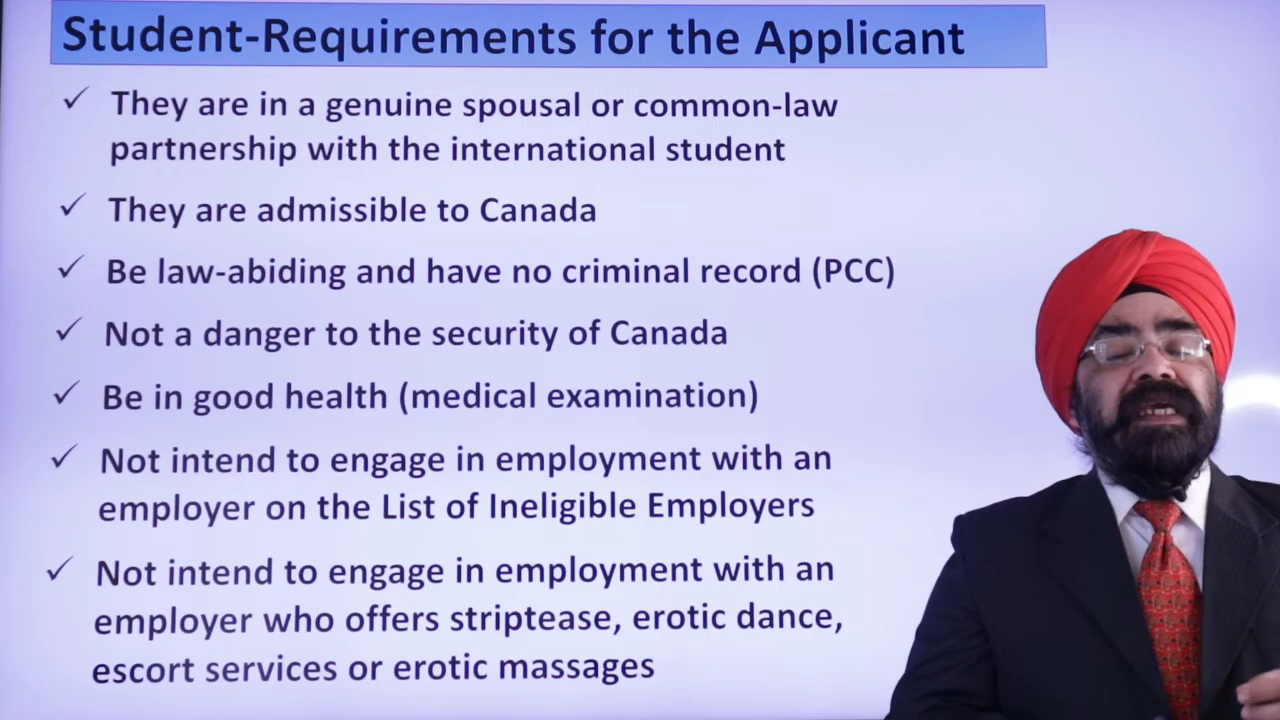 Student-Requirements for the Applicant
✓ They are in a genuine spousal or common-law
partnership with the international student
✓ They are admissible to Canada
✓ Be law-abiding and have no criminal record (PCC)
✓ Not a danger to the security of Canada
✓ Be in good health (medical examination)
✓ Not intend to engage in employment with an
employer on the List of Ineligible Employers
✓ Not intend to engage in employment with an
employer who offers striptease, erotic dance,
escort services or erotic massages